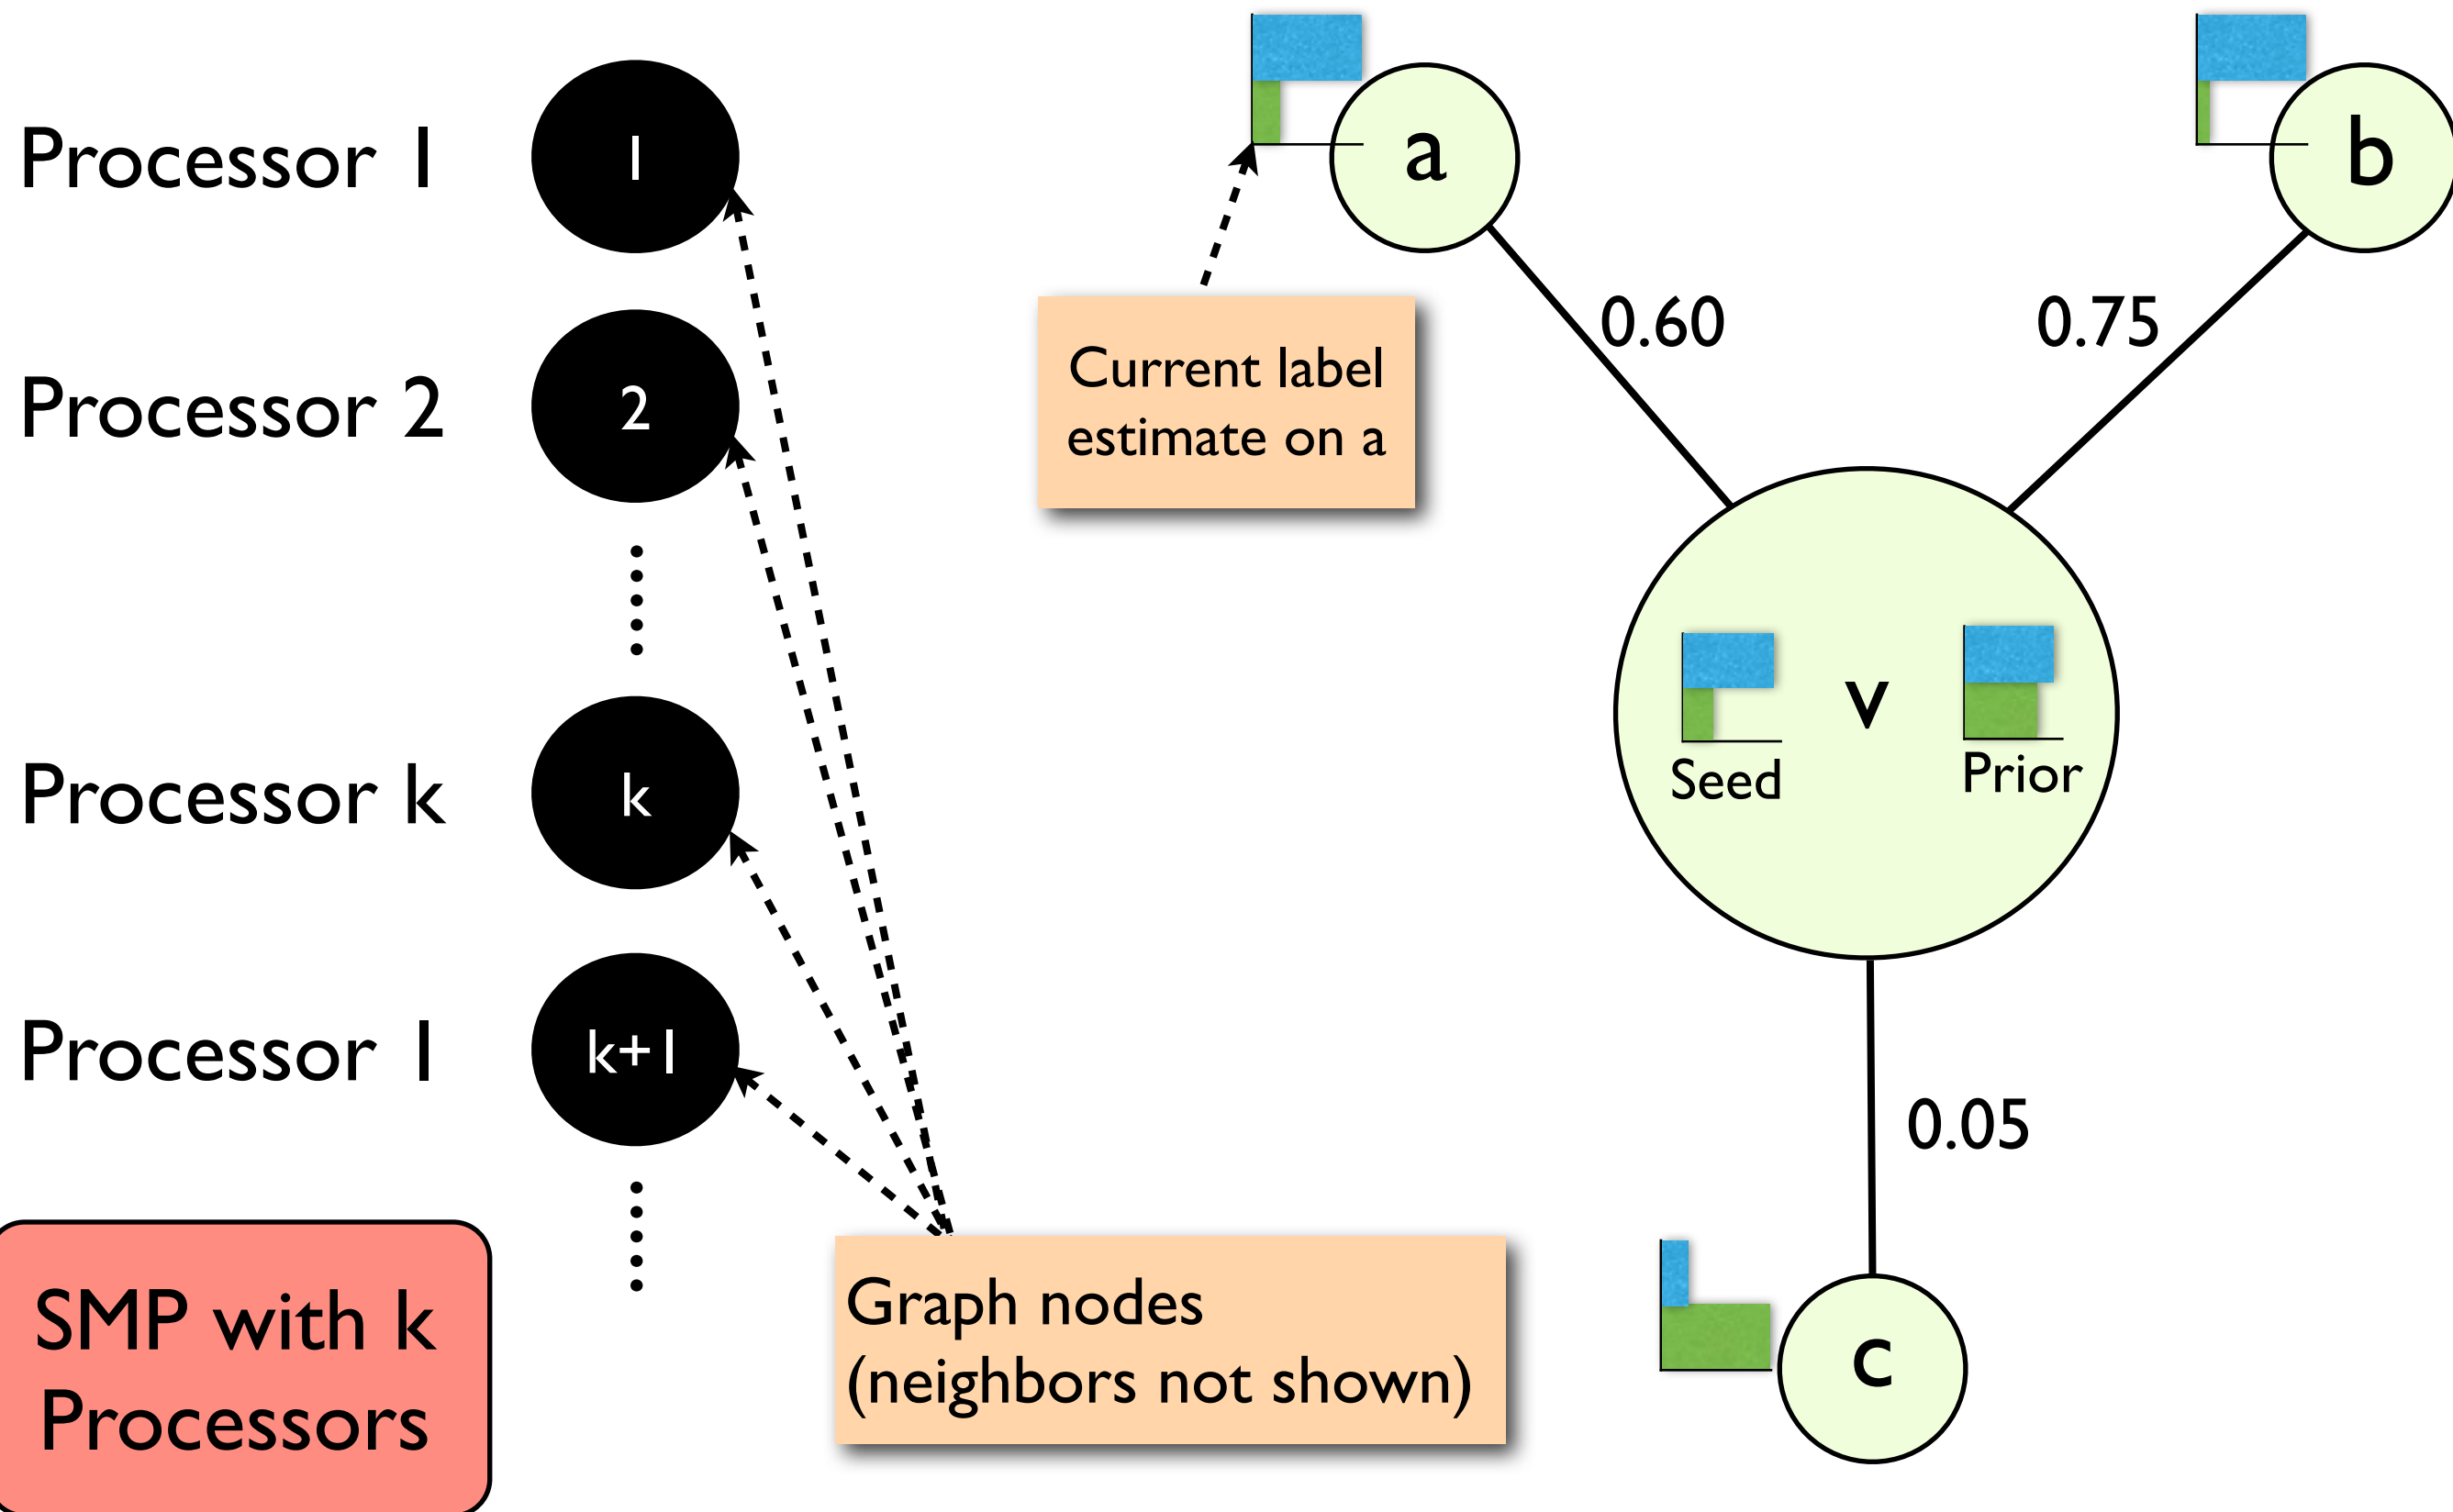 Processor 1
1
Processor 2
2
Processor k
k
Processor 1
k+1
SMP with k
Processors
Graph nodes
(neighbors not shown)
Current label
estimate on a
a
b
0.60
0.75
v
Seed
Prior
0.05
c